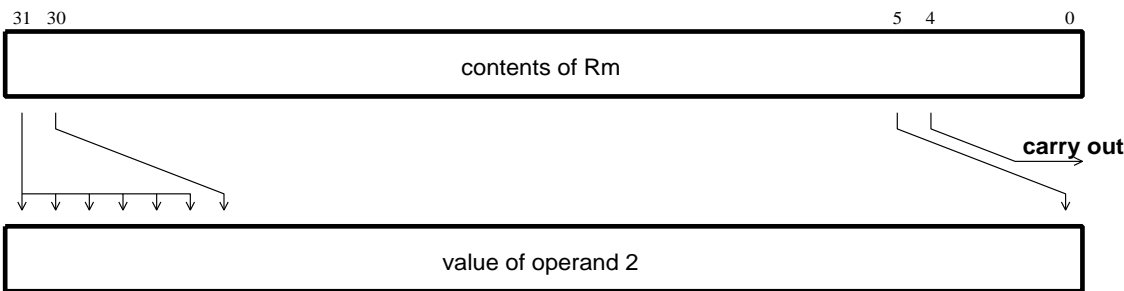 31 30 5 4 0
contents of Rm
carry out
value of operand 2